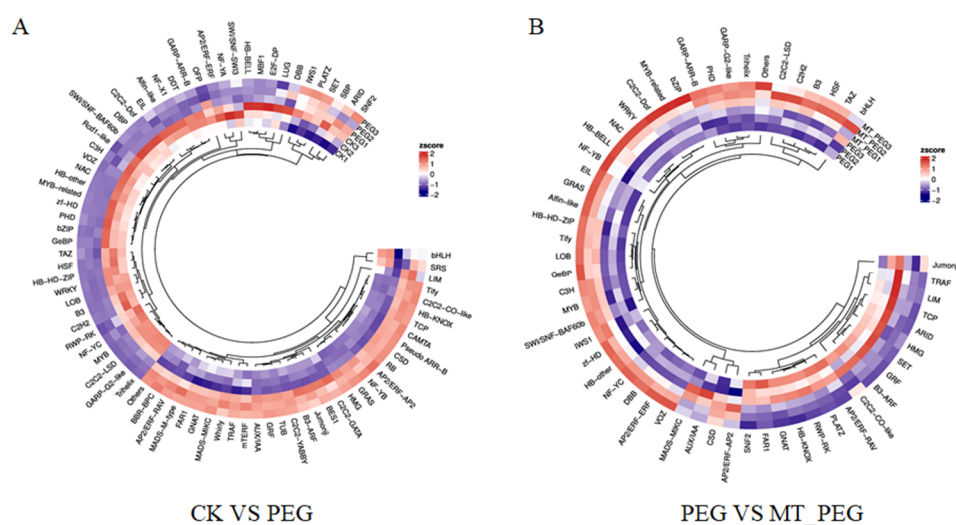 A
B
SWI/SNF-SWI3
HB-BELL
MBF1
E2F-DP
LUG
DBB
IWS1
PLATZ
SET
SBP
ARID
SNF2
NF-YA
AP2/ERF-ERF
OFP
GARP-ARR-B
DDT
NF-X1
Alfin-like
EIL
C2C2-Dof
DBP
SWI/SNF-BAF60b
Rcd1-like
C3H
VOZ
NAC
HB-other
MYB-related
zf-HD
PHD
bZIP
GeBP
TAZ
HSF
HB-HD-ZIP
WRKY
LOB
B3
C2H2
RWP-RK
NF-YC
MYB
C2C2-LSD
GARP-G2-like
Trihelix
Others
BBR-BPC
AP2/ERF-RAV
MADS-M-type
FAR1
GNAT
MADS-MIKC
Whirly
TRAF
mTERF
AUX/IAA
GRF
TUB
C2C2-YABBY
B3-ARF
Jumonji
BES1
C2C2-GATA
HMG
GRAS
NF-YB
AP2/ERF-AP2
RB
CSD
Pseudo ARR-B
CAMTA
TCP
HB-KNOX
C2C2-CO-like
Tify
LIM
SRS
bHLH
PEG3
PEG2
PEG1
CK3
CK2
CK1
zscore
2
1
0
-1
-2
CK VS PEG
Others
C2C2-LSD
C2H2
B3
HSF
TAZ
bHLH
Trihelix
GARP-G2-like
PHD
GARP-ARR-B
bZIP
MYB-related
C2C2-Dof
WRKY
NAC
HB-BELL
NF-YB
EIL
GRAS
Alfin-like
HB-HD-ZIP
Tify
LOB
GeBP
C3H
MYB
SWI/SNF-BAF60b
IWS1
zf-HD
HB-other
NF-YC
DBB
AP2/ERF-ERF
VOZ
MADS-MIKC
AUX/IAA
CSD
AP2/ERF-AP2
SNF2
FAR1
GNAT
HB-KNOX
RWP-RK
PLATZ
AP2/ERF-RAV
C2C2-CO-like
B3-ARF
GRF
SET
HMG
ARID
TCP
LIM
TRAF
Jumonji
MT_PEG3
MT_PEG2
MT_PEG1
PEG3
PEG2
PEG1
zscore
2
1
0
-1
-2
PEG VS MT_PEG